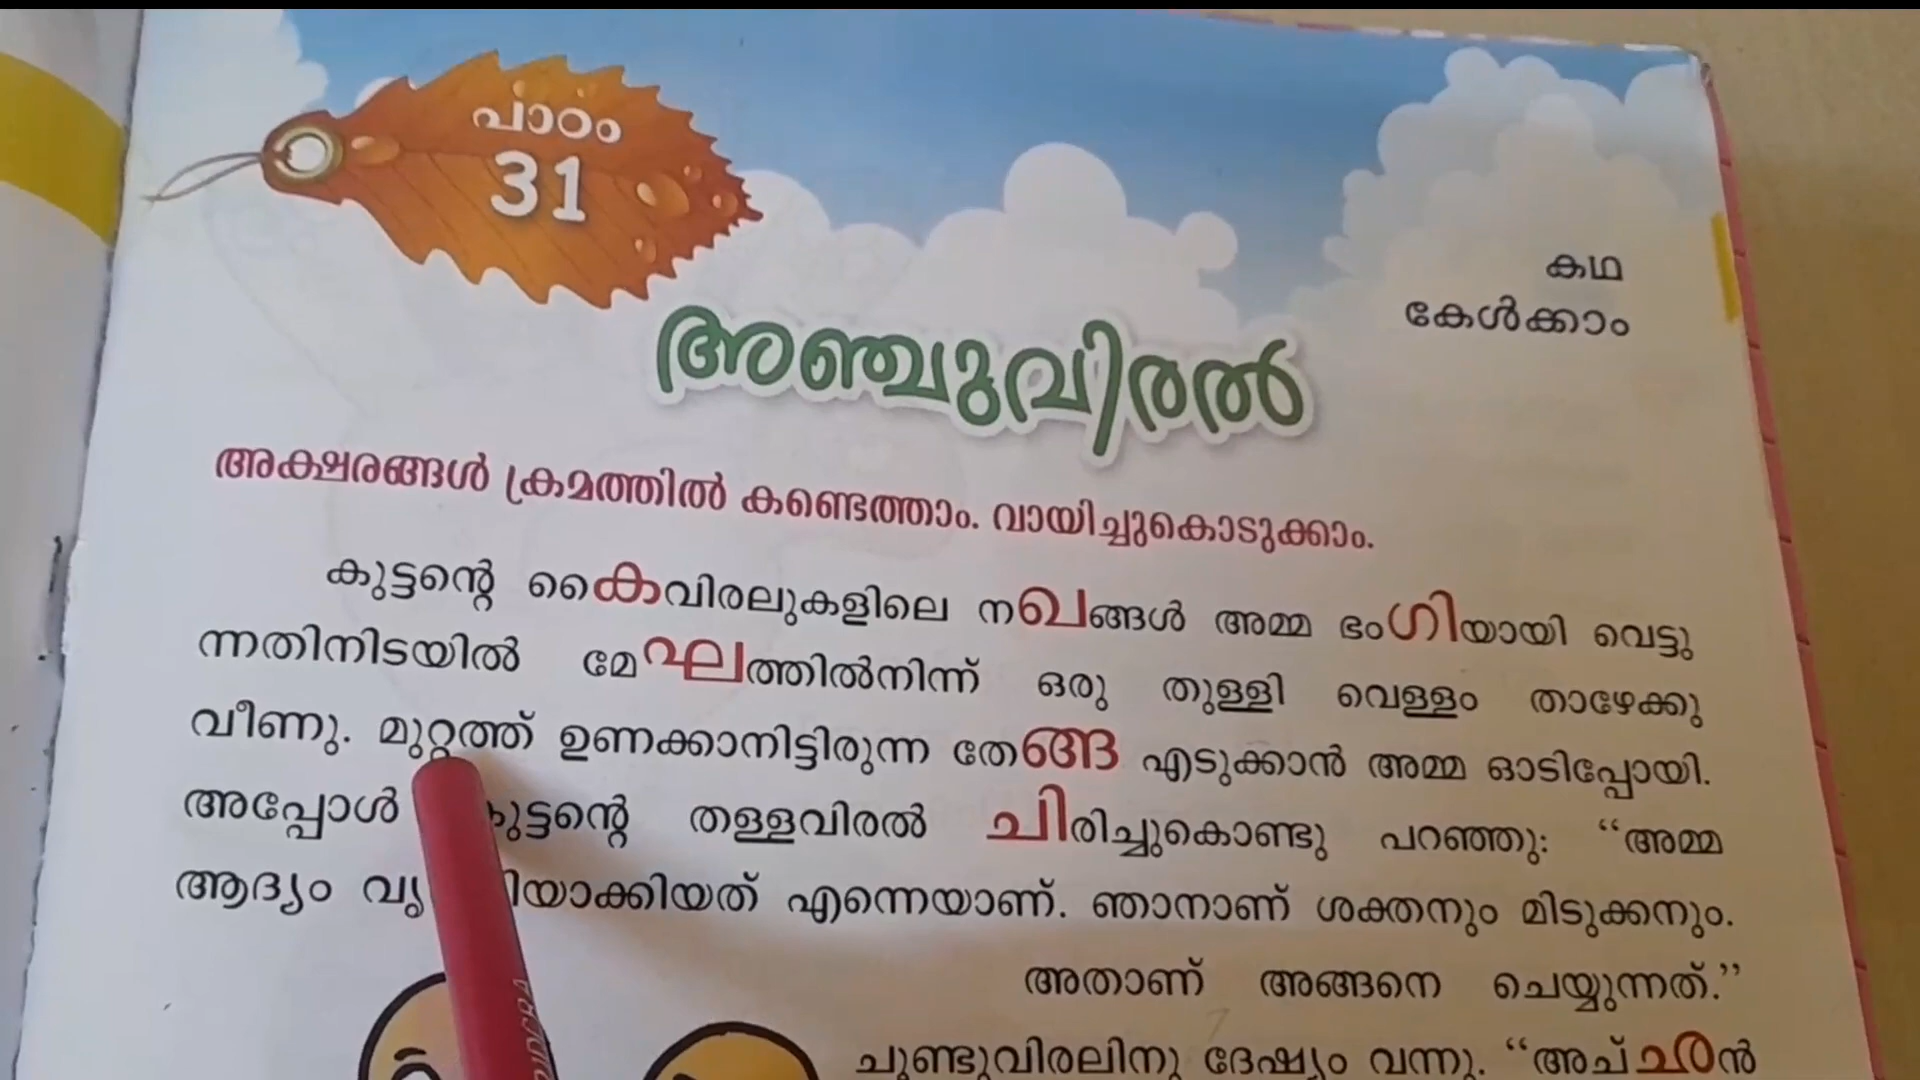 പാഠം
31
കഥ
കേൾക്കാം
അഞ്ചുവിരൽ
അക്ഷരങ്ങൾ ക്രമത്തിൽ കണ്ടെത്താം. വായിച്ചുകൊടുക്കാം.
കുട്ടന്റെ കൈവിരലുകളിലെ നഖങ്ങൾ അമ്മ ഭംഗിയായി വെട്ടു
ന്നതിനിടയിൽ മേഘത്തിൽനിന്ന് ഒരു തുള്ളി വെള്ളം താഴേക്കു
വീണു. മുറ്റത്ത് ഉണക്കാനിട്ടിരുന്ന തേങ്ങ എടുക്കാൻ അമ്മ ഓടിപ്പോയി.
അപ്പോൾ കുട്ടന്റെ തള്ളവിരൽ ചിരിച്ചുകൊണ്ടു പറഞ്ഞു: “അമ്മ
ആദ്യം എന്നെയാണ്. ഞാനാണ് ശക്തനും മിടുക്കനും.
അതാണ് അങ്ങനെ ചെയ്യുന്നത്.”
ചൂണ്ടുവിരലിനു ദേഷ്യം വന്നു. “അച്ഛൻ